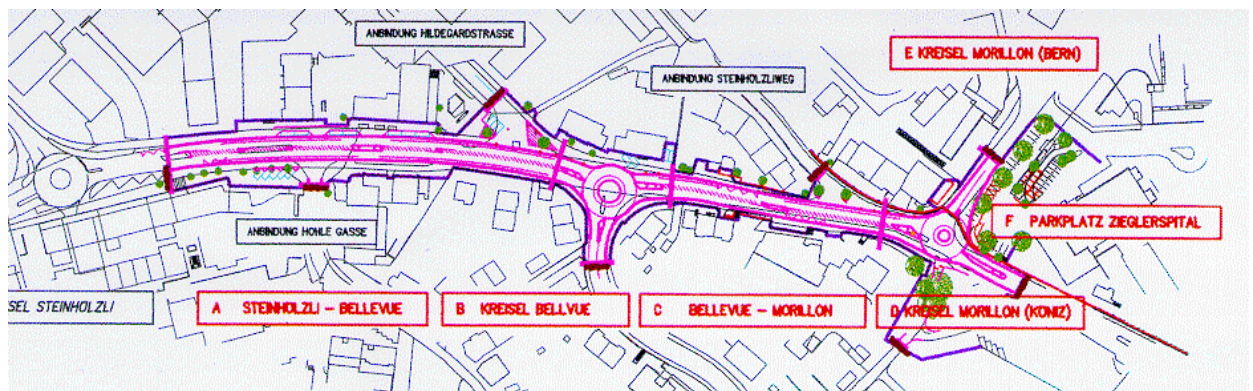 ANBINDUNG HILDEGARDSTRASSE
E KREISEL MORILLON (BERN)
ANBINDUNG STEINHOLZLIWEG
F PARKPLATZ ZIEGLERSPITAL
ANBINDUNG HOHLE GASSE
SEL STEINHOLZLI
A STEINHOLZLI – BELLEVUE
B KREISEL BELLVUE
C BELLEVUE – MORILLON
D KREISEL MORILLON (KONIZ)